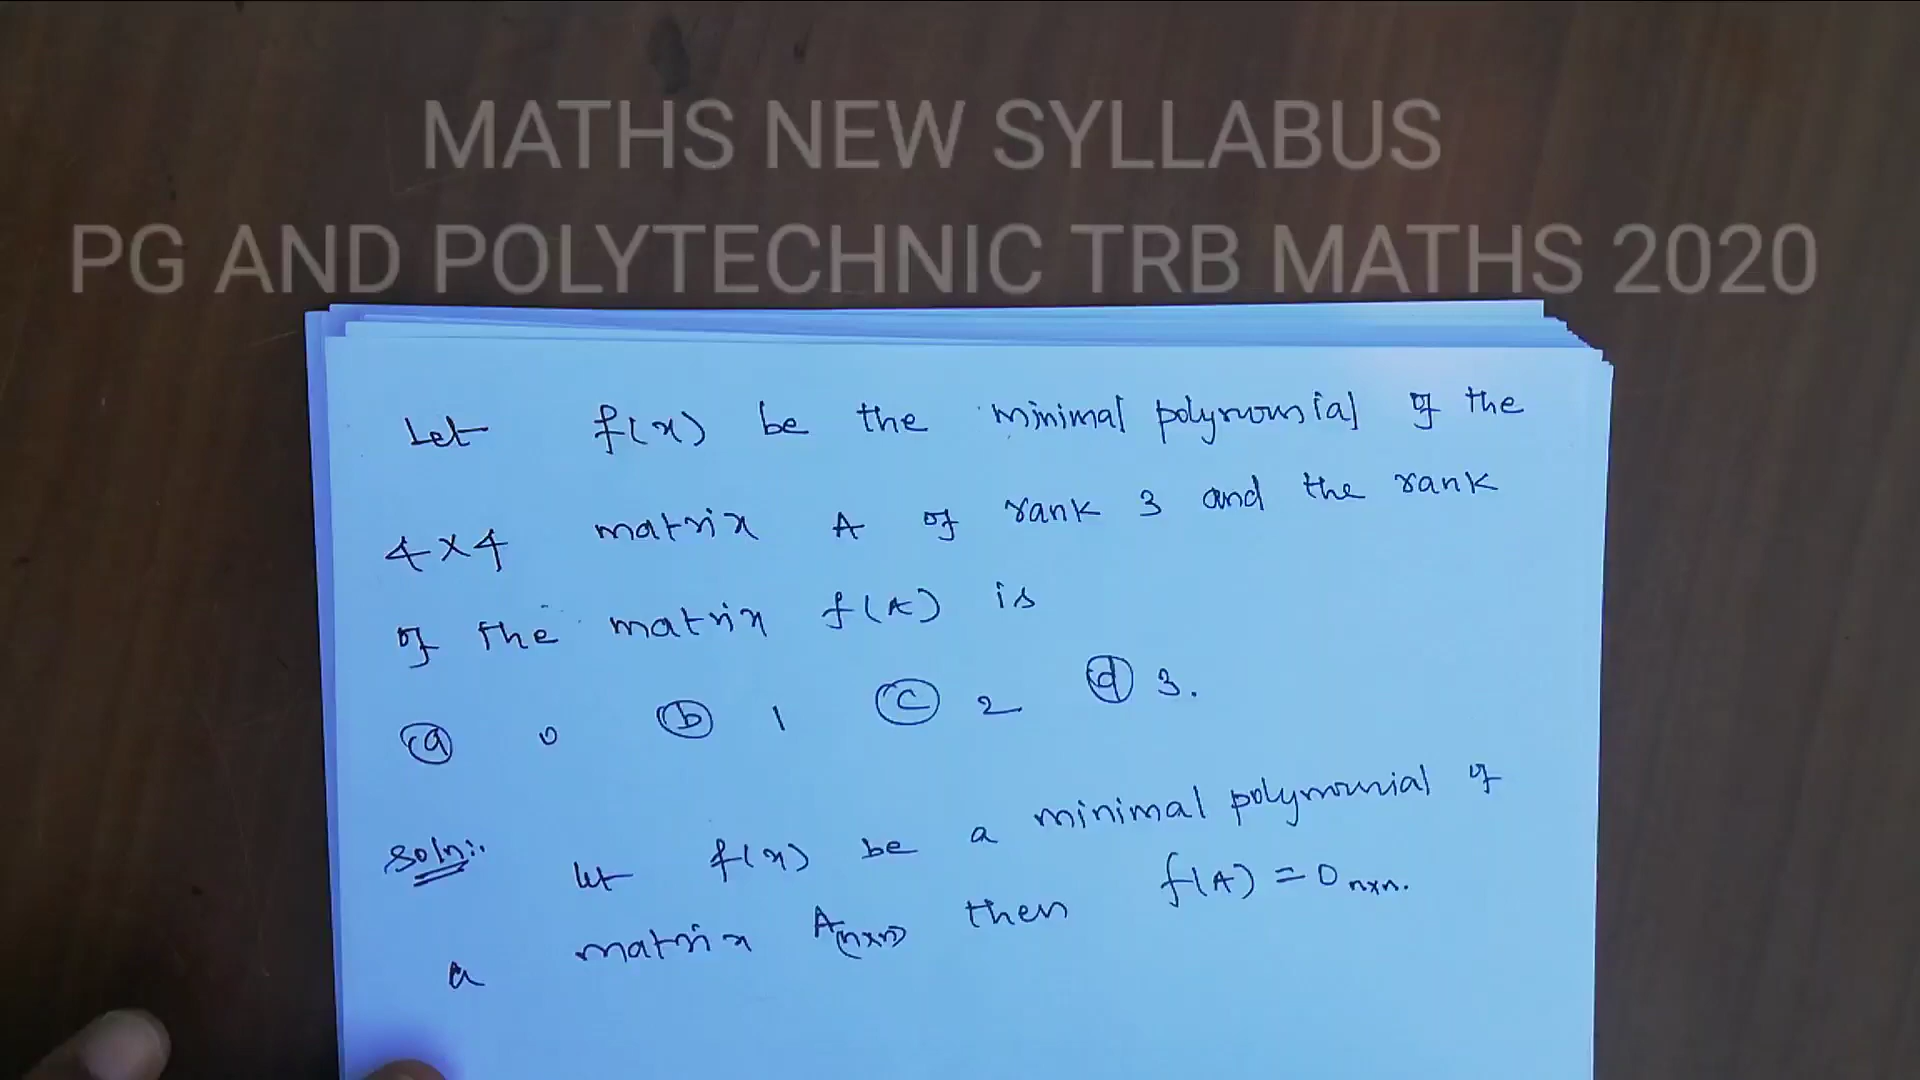 MATHS NEW SYLLABUS
PG AND POLYTECHNIC TRB MATHS 2020
Let f(x) be the minimal polynomial of the
4×4 matrix A of rank 3 and the rank
of the matrix f(A) is
(a) 0 (b) 1 (c) 2 (d) 3.
Soln:. let f(x) be a minimal polynomial of
a matrix A(n×n) then f(A) = 0 n×n.